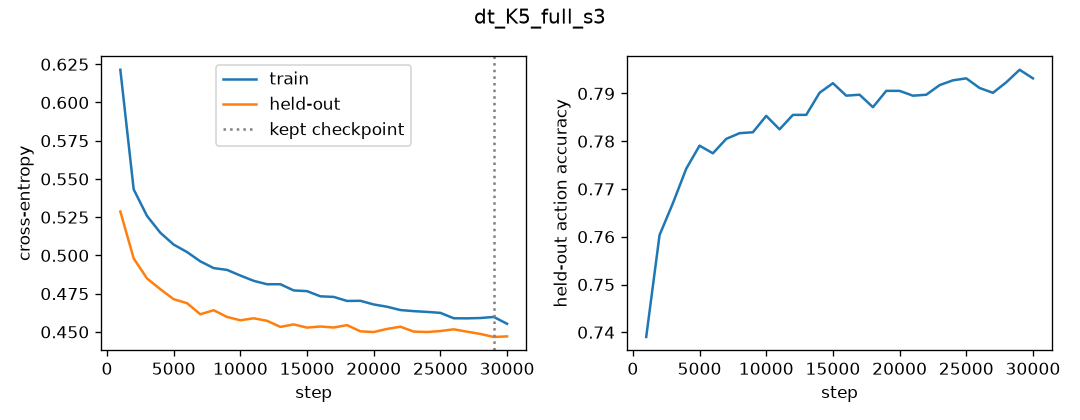 dt_K5_full_s3
0.625
0.600
0.575
0.550
0.525
0.500
0.475
0.450
cross-entropy
train
held-out
kept checkpoint
0 5000 10000 15000 20000 25000 30000
step
0.79
0.78
0.77
0.76
0.75
0.74
held-out action accuracy
0 5000 10000 15000 20000 25000 30000
step